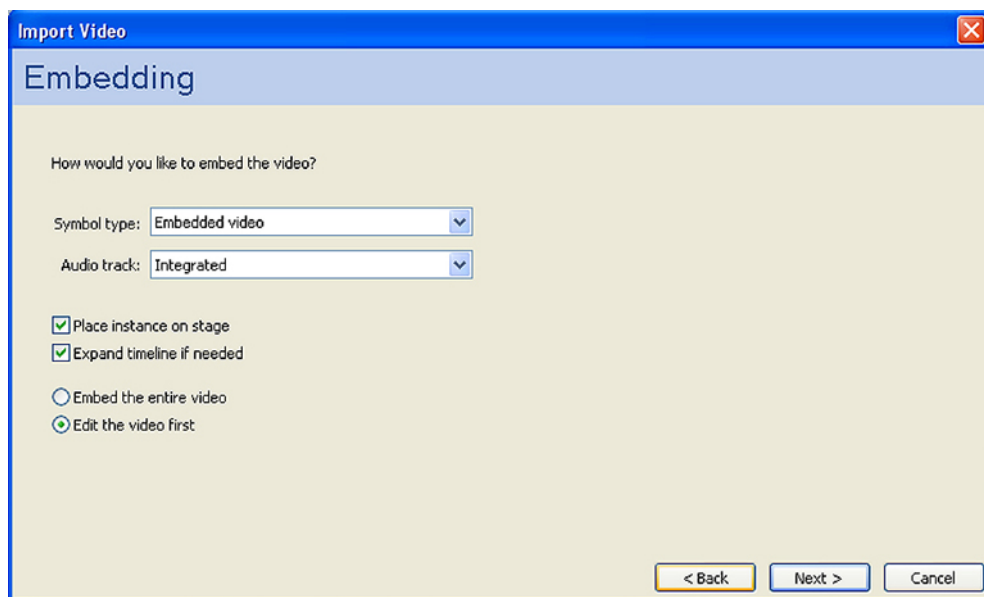 Import Video
Embedding
How would you like to embed the video?
Symbol type: Embedded video
Audio track: Integrated
Place instance on stage
Expand timeline if needed
Embed the entire video
Edit the video first
< Back Next > Cancel